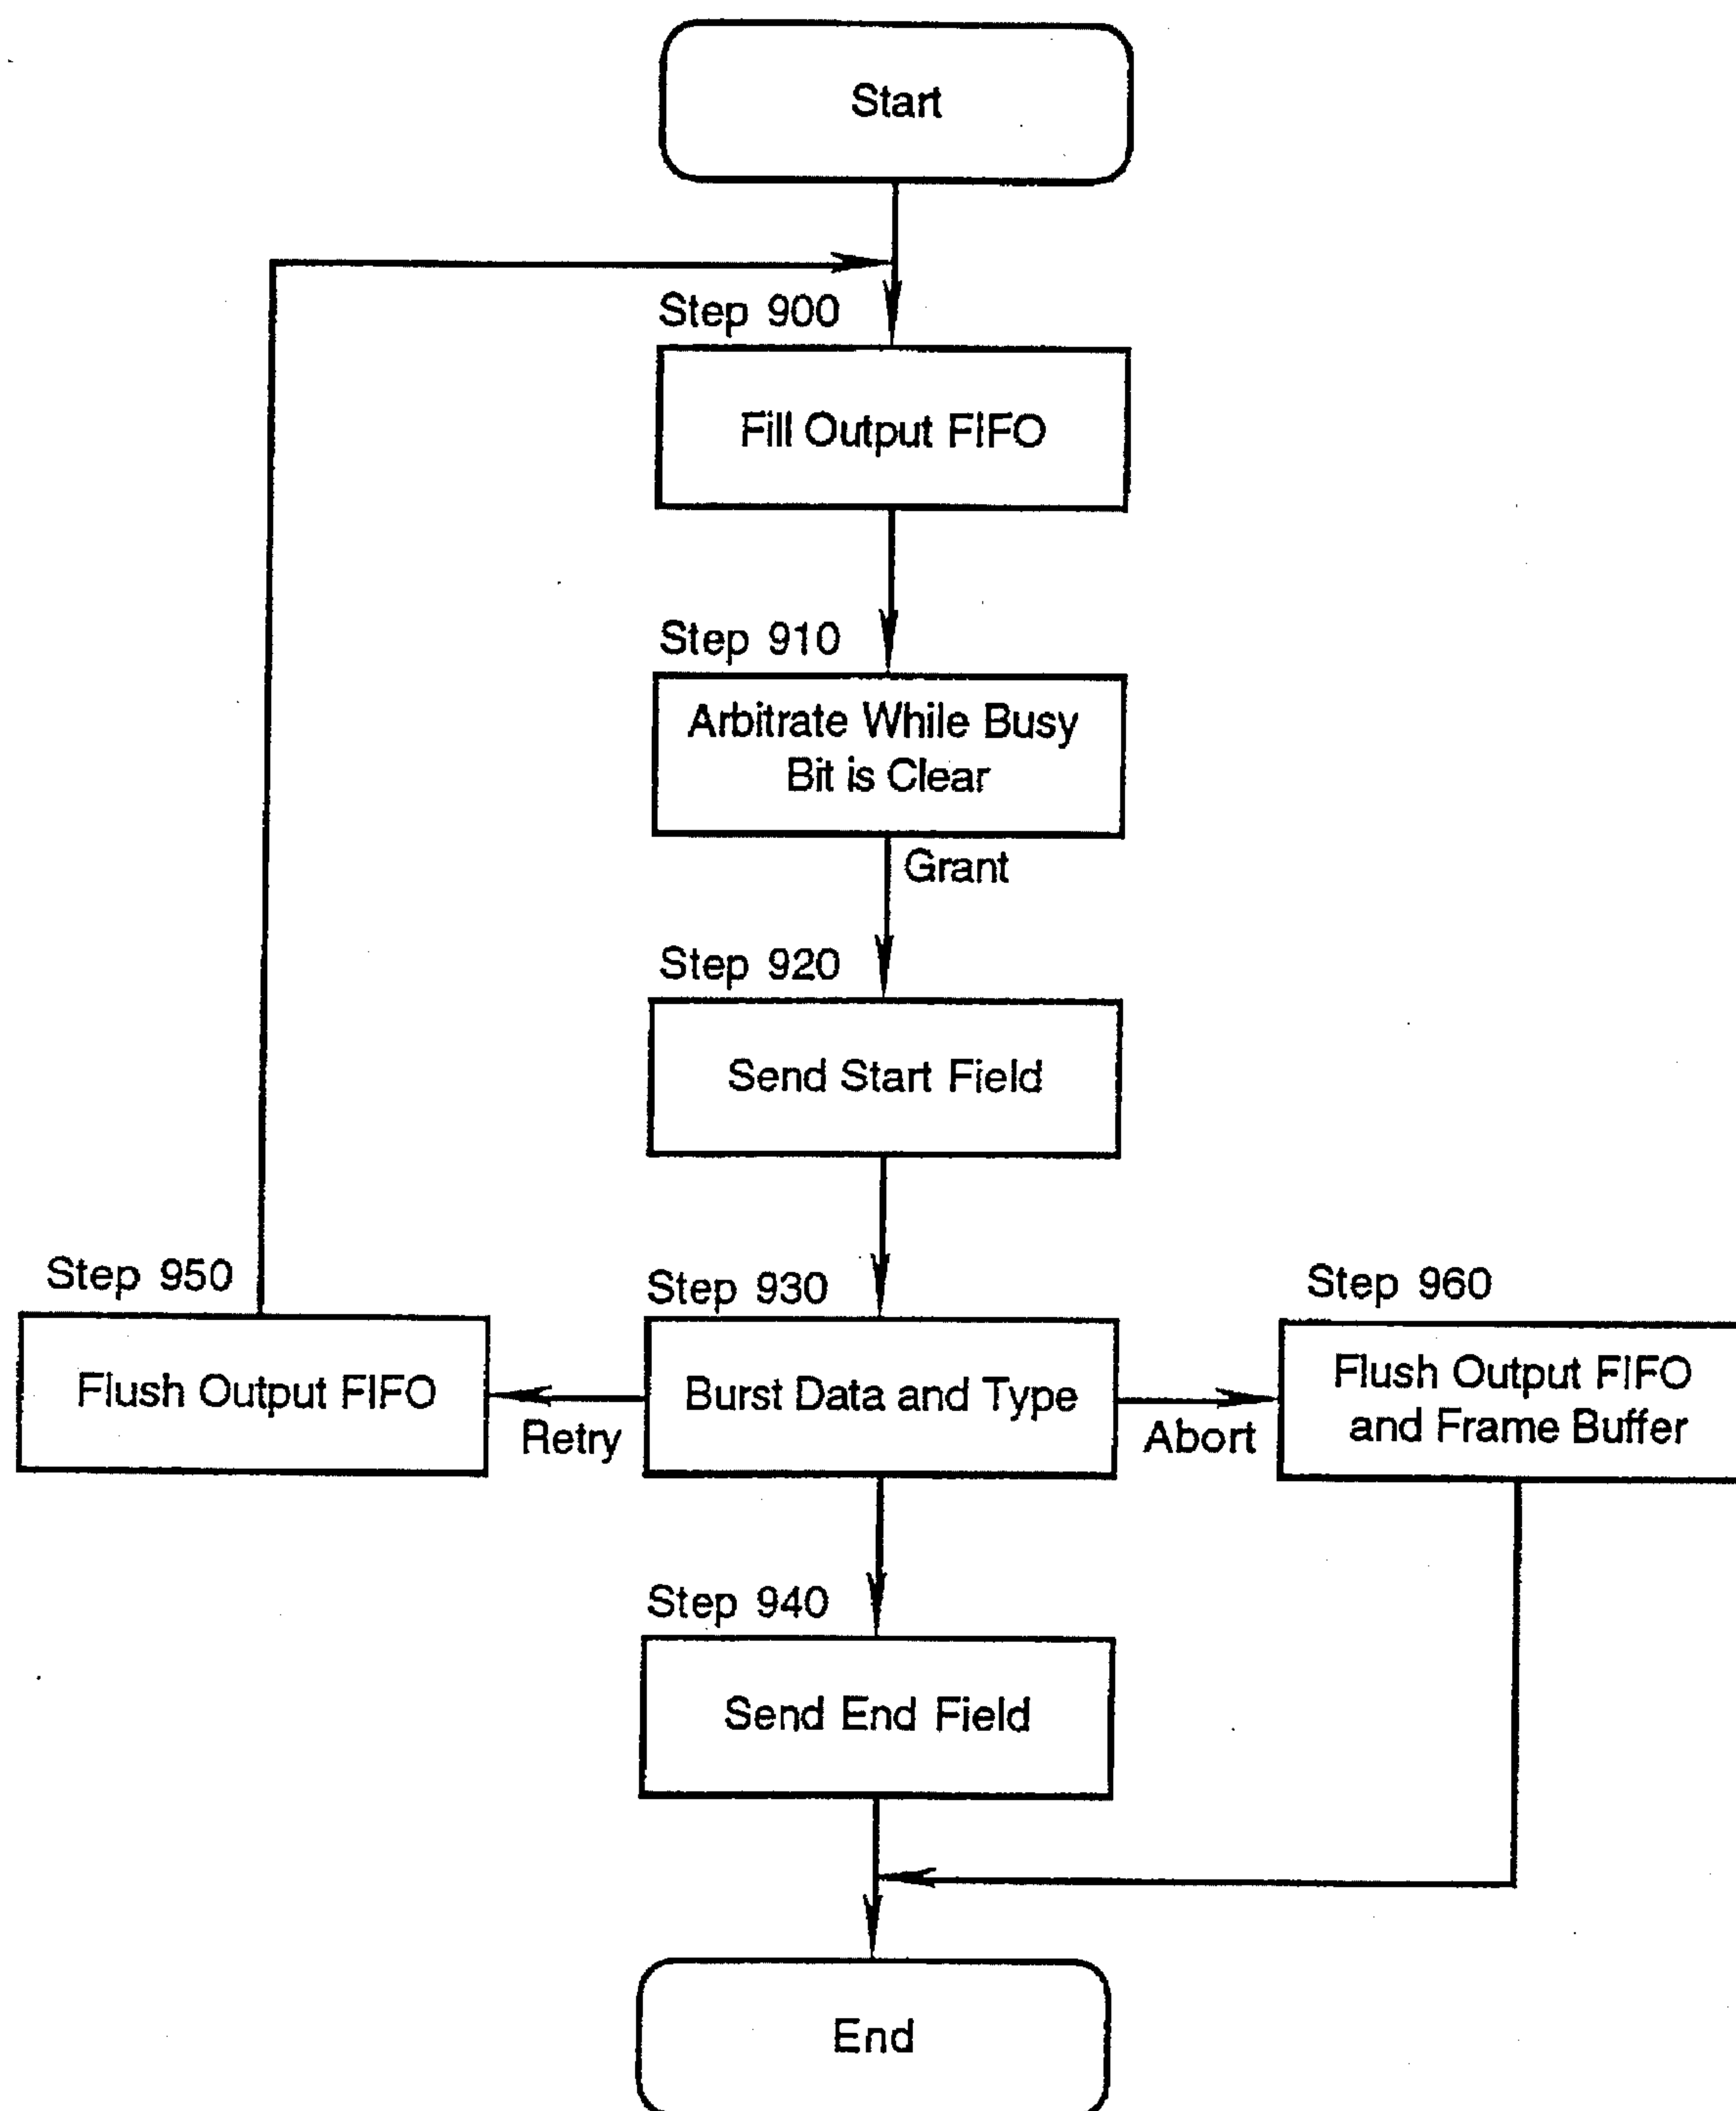 Start
Step 900
Fill Output FIFO
Step 910
Arbitrate While Busy
Bit is Clear
Grant
Step 920
Send Start Field
Step 950
Flush Output FIFO
Retry
Step 930
Burst Data and Type
Abort
Step 960
Flush Output FIFO
and Frame Buffer
Step 940
Send End Field
End